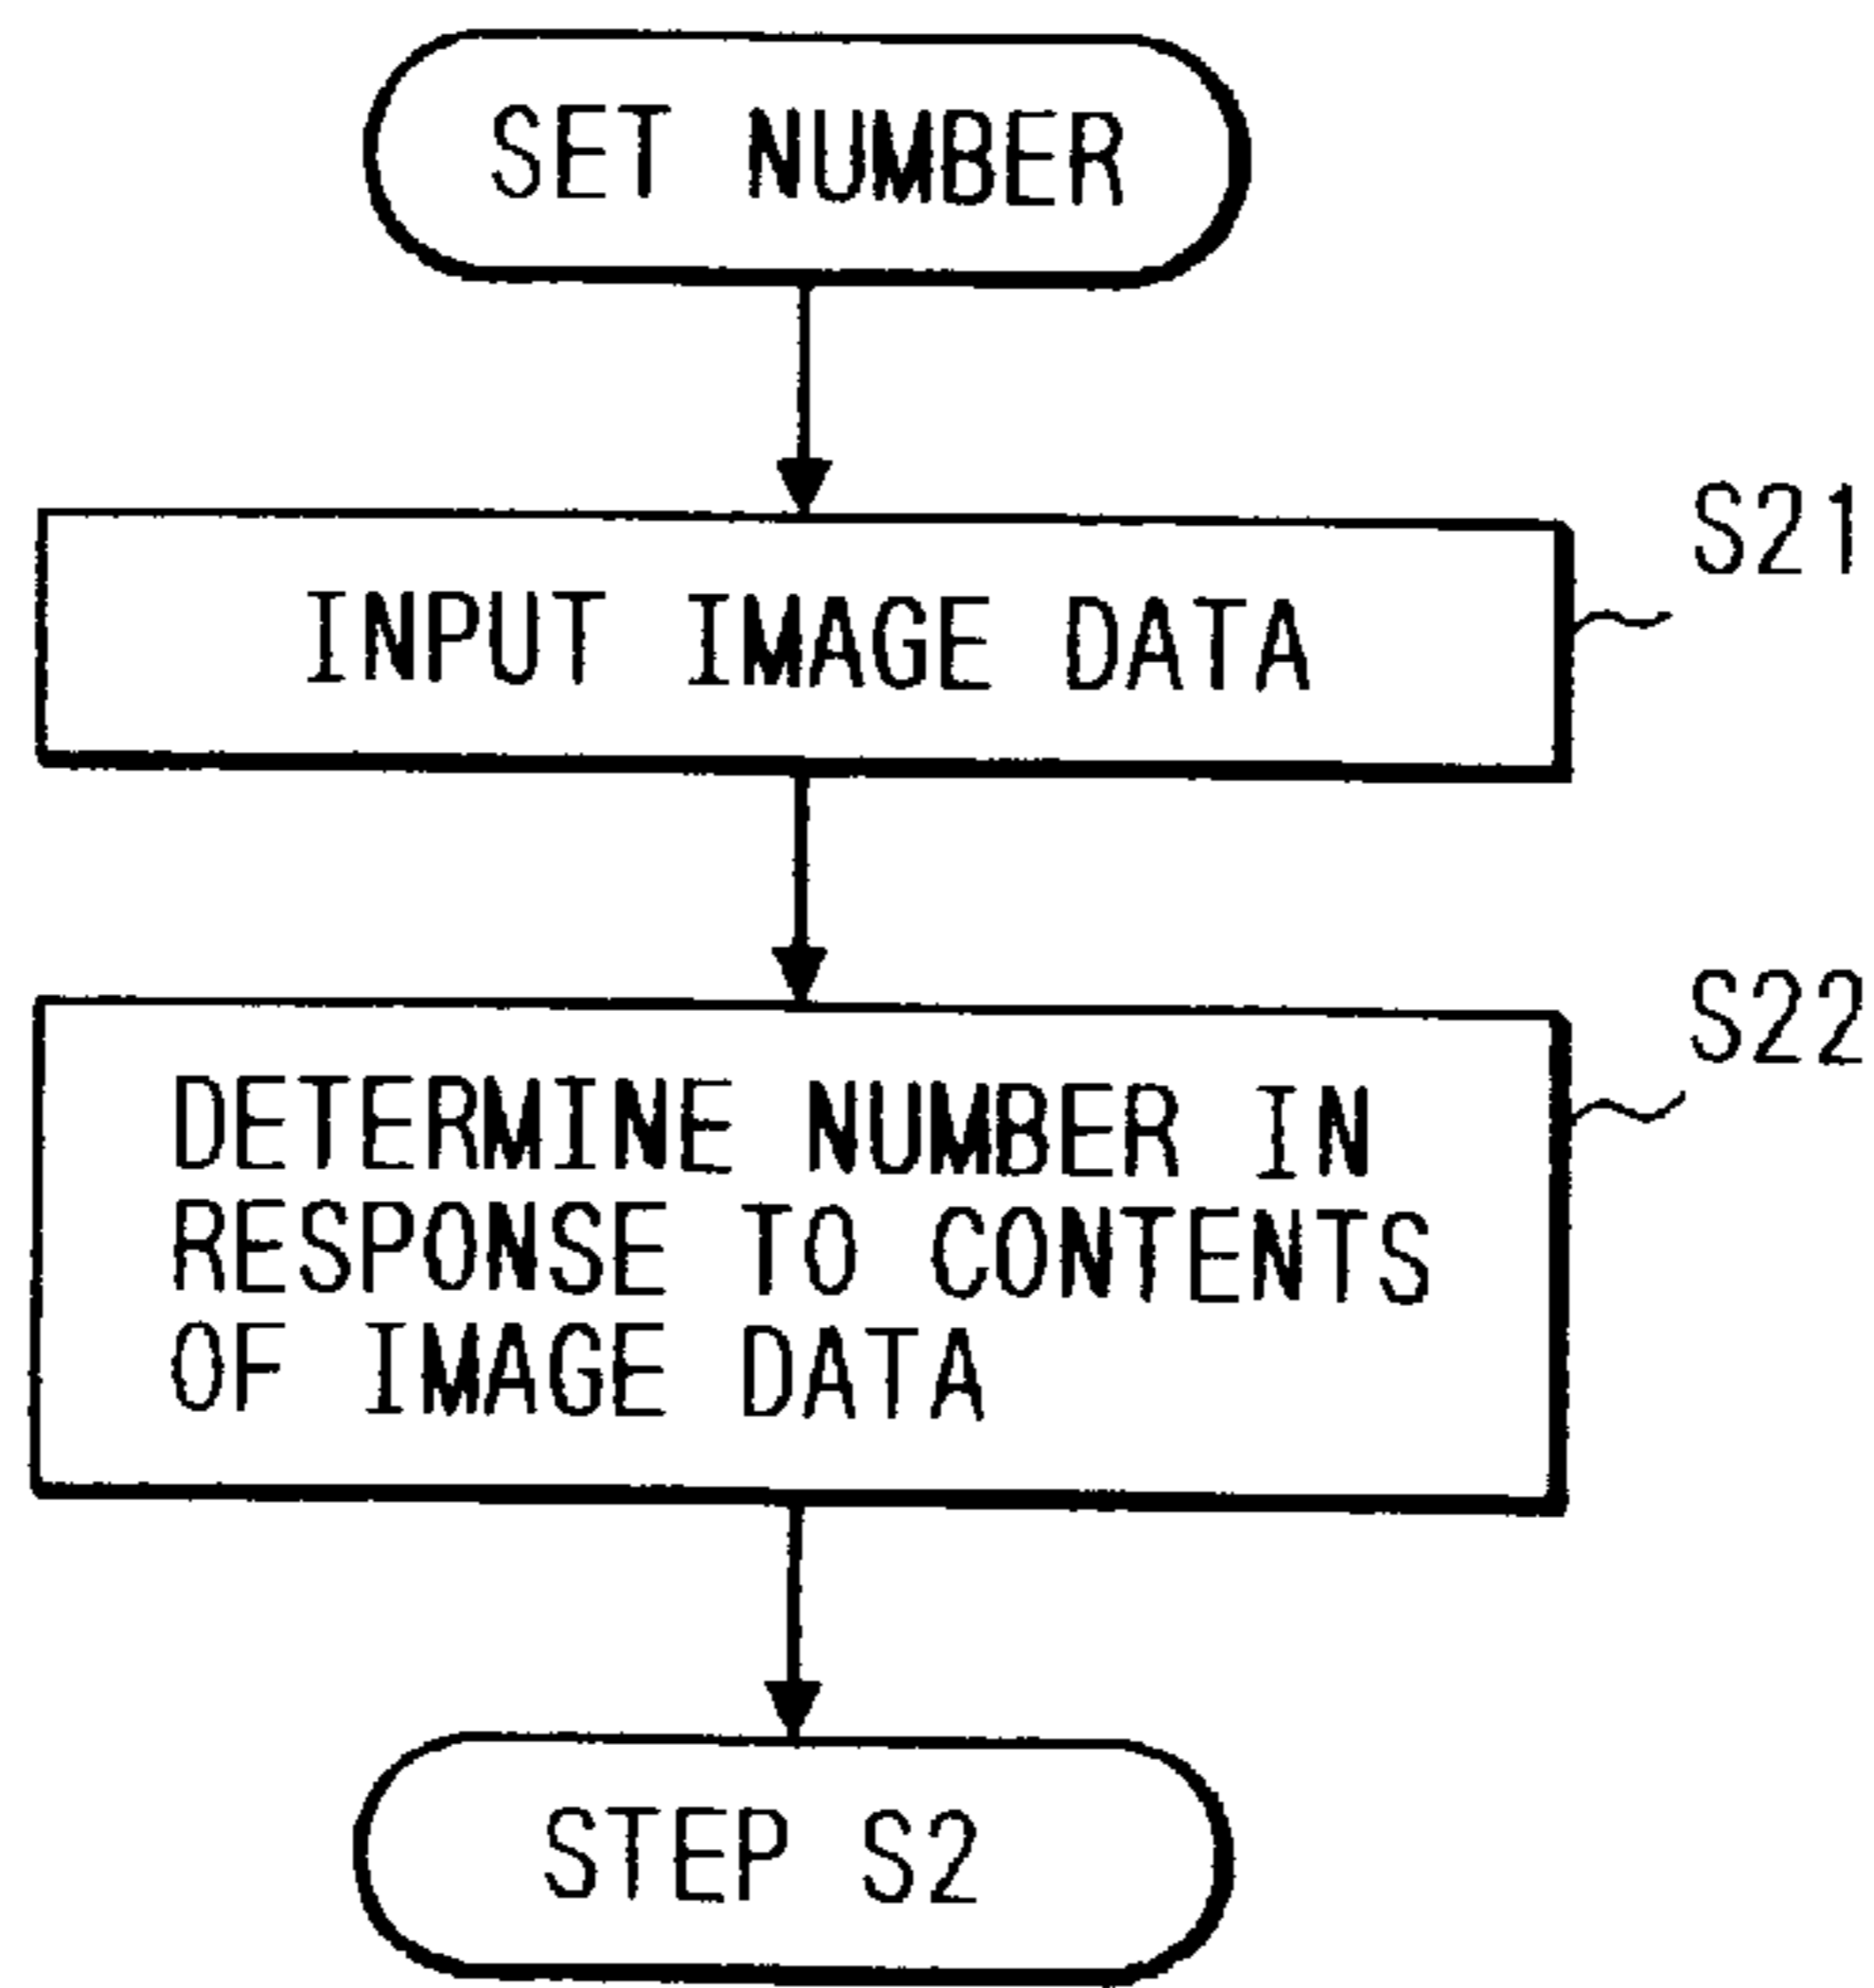 SET NUMBER
S21
INPUT IMAGE DATA
S22
DETERMINE NUMBER IN
RESPONSE TO CONTENTS
OF IMAGE DATA
STEP S2